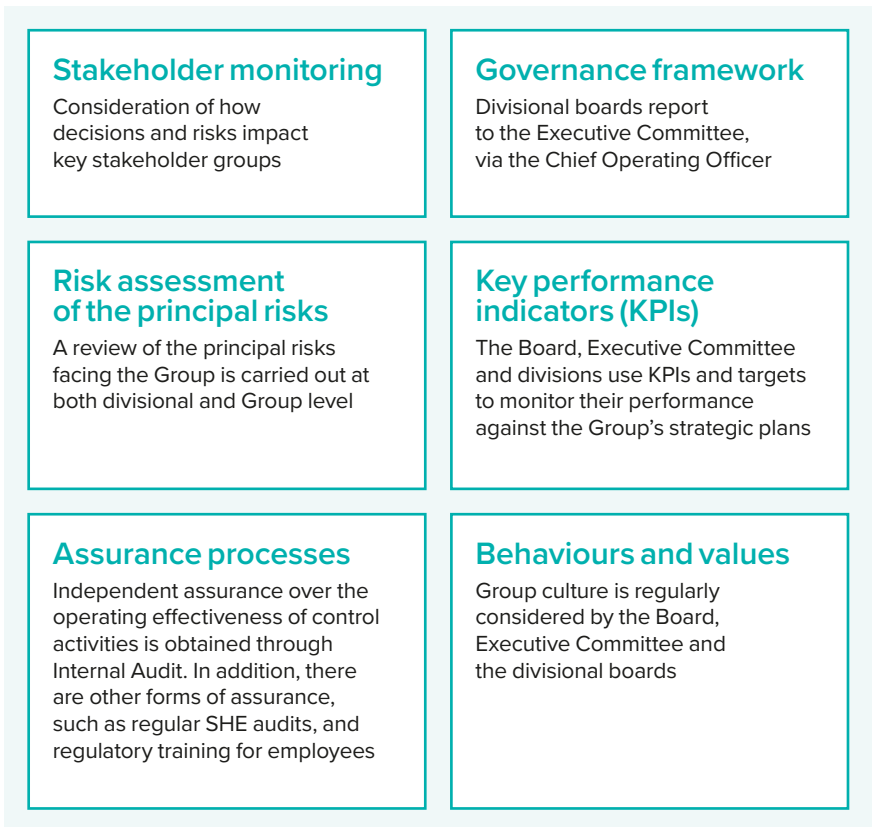 Stakeholder monitoring
Consideration of how
decisions and risks impact
key stakeholder groups
Governance framework
Divisional boards report
to the Executive Committee,
via the Chief Operating Officer
Risk assessment
of the principal risks
A review of the principal risks
facing the Group is carried out at
both divisional and Group level
Key performance
indicators (KPIs)
The Board, Executive Committee
and divisions use KPIs and targets
to monitor their performance
against the Group’s strategic plans
Assurance processes
Independent assurance over the
operating effectiveness of control
activities is obtained through
Internal Audit. In addition, there
are other forms of assurance,
such as regular SHE audits, and
regulatory training for employees
Behaviours and values
Group culture is regularly
considered by the Board,
Executive Committee and
the divisional boards